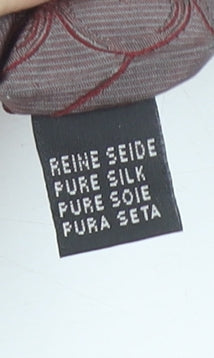 REINE SEIDE
PURE SILK
PURE SOIE
PURA SETA